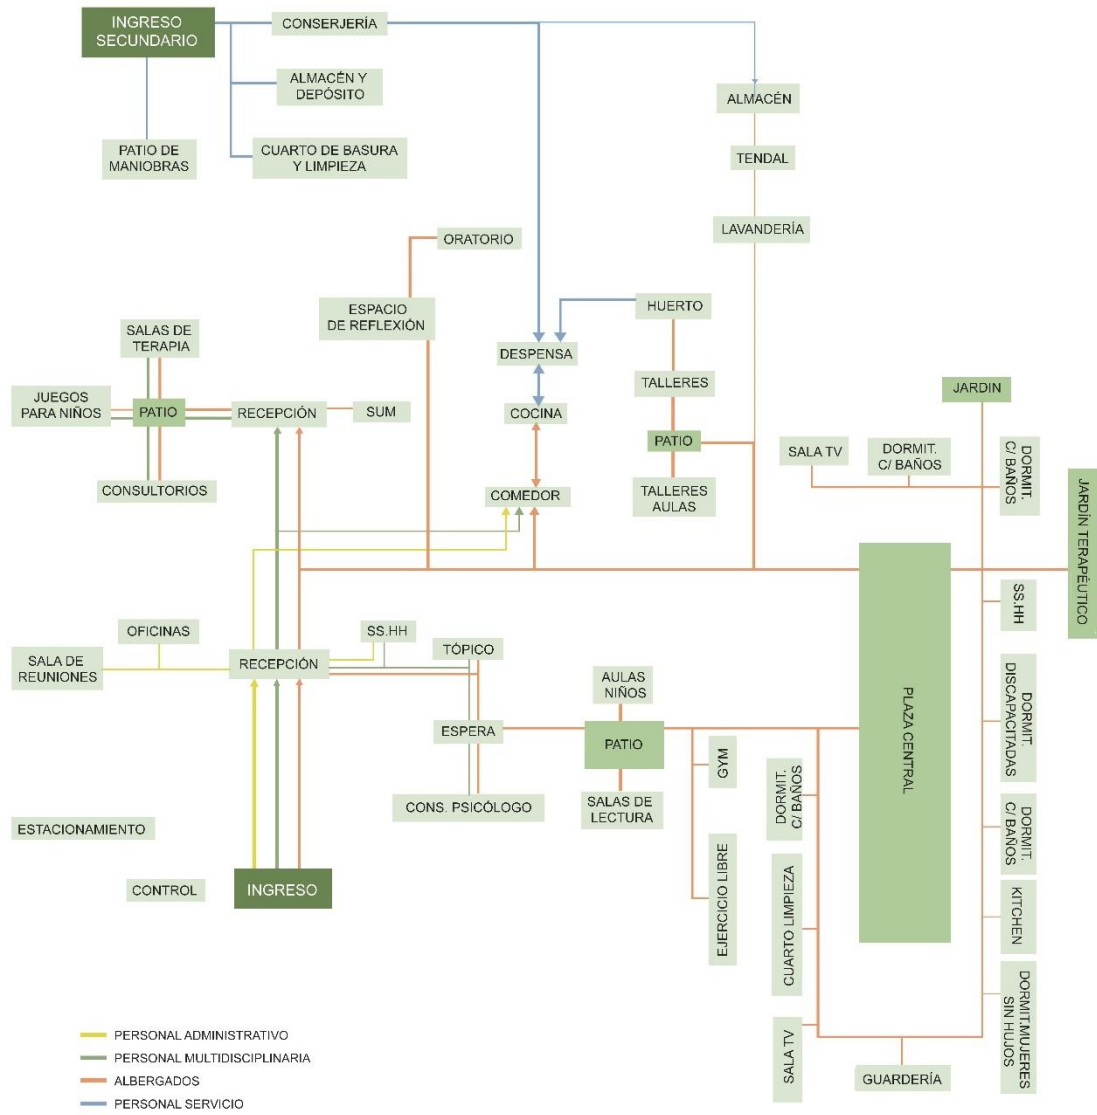 INGRESO
SECUNDARIO
CONSERJERÍA
ALMACÉN Y
DEPÓSITO
ALMACÉN
PATIO DE
MANIOBRAS
CUARTO DE BASURA
Y LIMPIEZA
TENDAL
LAVANDERÍA
ORATORIO
ESPACIO
DE REFLEXIÓN
HUERTO
SALAS DE
TERAPIA
DESPENSA
TALLERES
JARDIN
JUEGOS
PARA NIÑOS
PATIO
RECEPCIÓN
SUM
COCINA
PATIO
SALA TV
DORMIT.
C/ BAÑOS
DORMIT.
C/ BAÑOS
CONSULTORIOS
COMEDOR
TALLERES
AULAS
JARDÍN TERAPÉUTICO
SS.HH
OFICINAS
SS.HH
TÓPICO
SALA DE
REUNIONES
RECEPCIÓN
AULAS
NIÑOS
DORMIT.
DISCAPACITADAS
PLAZA CENTRAL
ESPERA
PATIO
GYM
DORMIT.
C/ BAÑOS
CONS. PSICÓLOGO
SALAS DE
LECTURA
DORMIT.
C/ BAÑOS
ESTACIONAMIENTO
CONTROL
INGRESO
EJERCICIO LIBRE
CUARTO LIMPIEZA
KITCHEN
DORMIT.MUJERES
SIN HUJOS
SALA TV
GUARDERÍA
PERSONAL ADMINISTRATIVO
PERSONAL MULTIDISCIPLINARIA
ALBERGADOS
PERSONAL SERVICIO